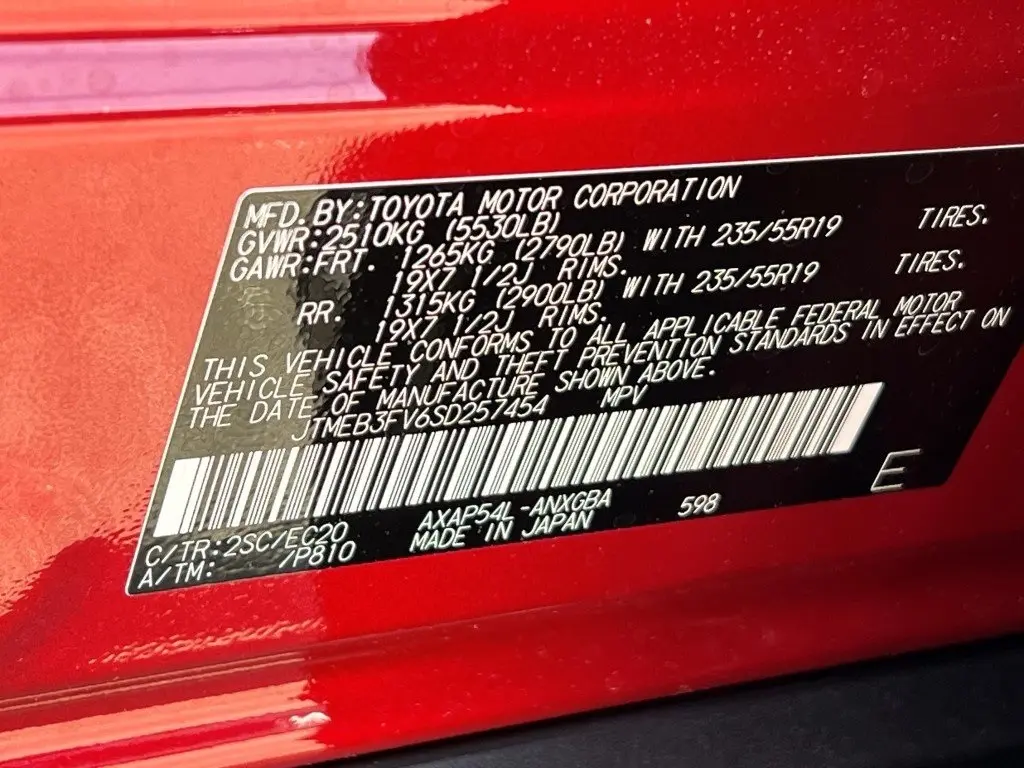 MFD. BY: TOYOTA MOTOR CORPORATION
GVWR: 2510KG (5530LB)
GAWR: FRT. 1265KG (2790LB) WITH 235/55R19 TIRES.
19X7 1/2J RIMS.
RR. 1315KG (2900LB) WITH 235/55R19 TIRES.
19X7 1/2J RIMS.
THIS VEHICLE CONFORMS TO ALL APPLICABLE FEDERAL MOTOR
VEHICLE SAFETY AND THEFT PREVENTION STANDARDS IN EFFECT ON
THE DATE OF MANUFACTURE SHOWN ABOVE.
JTMEB3FV6SD257454 MPV
E
C/TR: 2SC/EC20 AXAP54L-ANXGBA 598
A/TM: /P810 MADE IN JAPAN